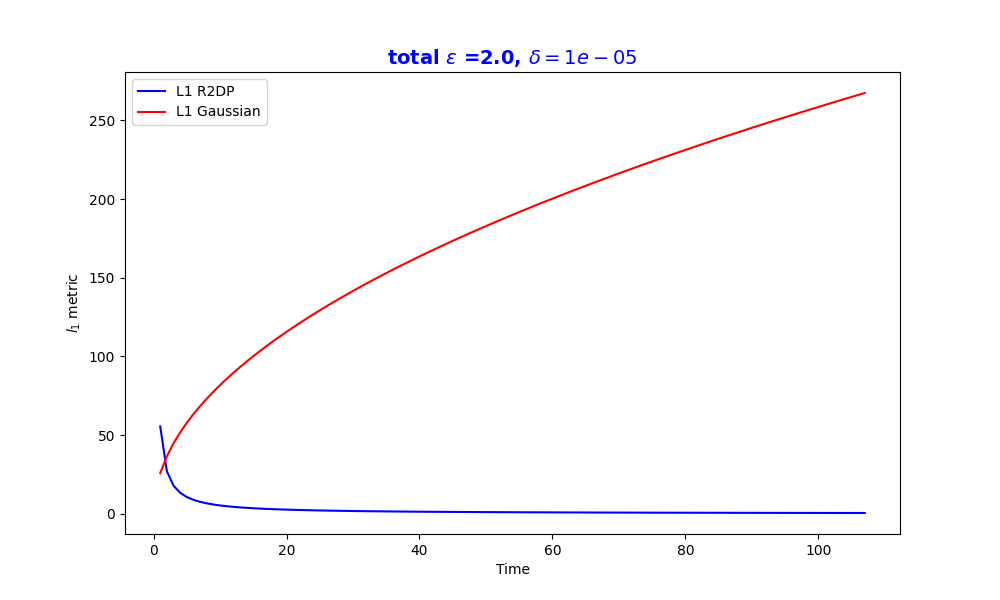 total ε =2.0, δ = 1e − 05
L1 R2DP
L1 Gaussian
250
200
150
100
50
0
l₁ metric
0 20 40 60 80 100
Time